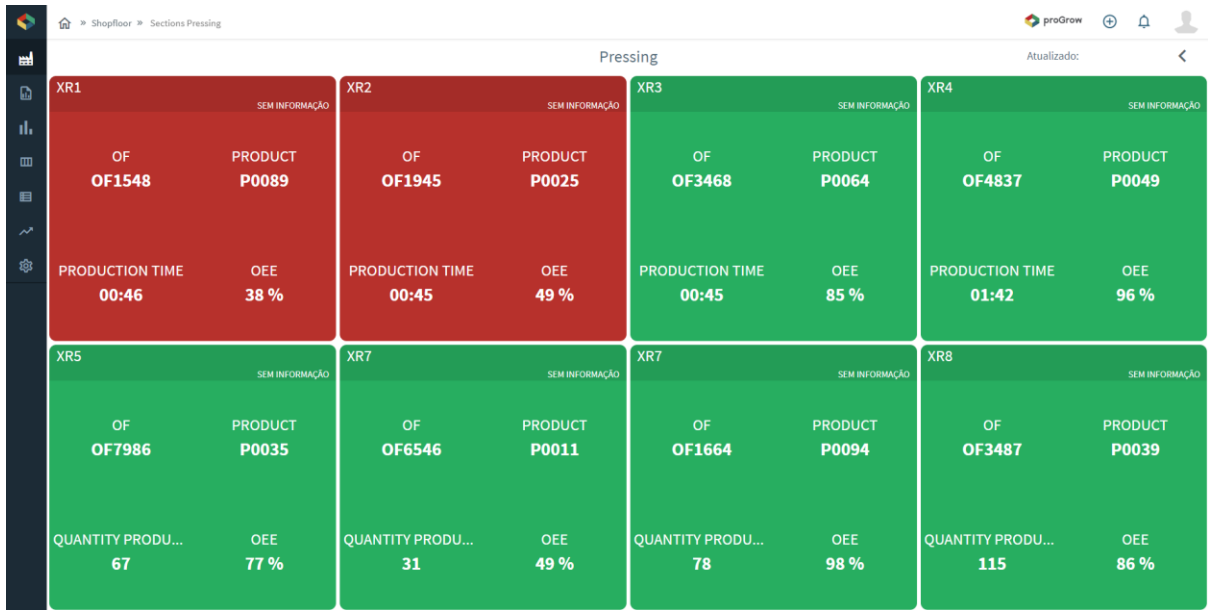 » Shopfloor » Sections Pressing
proGrow
Pressing
Atualizado:
XR1
SEM INFORMAÇÃO
OF PRODUCT
OF1548 P0089
PRODUCTION TIME OEE
00:46 38 %
XR2
SEM INFORMAÇÃO
OF PRODUCT
OF1945 P0025
PRODUCTION TIME OEE
00:45 49 %
XR3
SEM INFORMAÇÃO
OF PRODUCT
OF3468 P0064
PRODUCTION TIME OEE
00:45 85 %
XR4
SEM INFORMAÇÃO
OF PRODUCT
OF4837 P0049
PRODUCTION TIME OEE
01:42 96 %
XR5
SEM INFORMAÇÃO
OF PRODUCT
OF7986 P0035
QUANTITY PRODU... OEE
67 77 %
XR7
SEM INFORMAÇÃO
OF PRODUCT
OF6546 P0011
QUANTITY PRODU... OEE
31 49 %
XR7
SEM INFORMAÇÃO
OF PRODUCT
OF1664 P0094
QUANTITY PRODU... OEE
78 98 %
XR8
SEM INFORMAÇÃO
OF PRODUCT
OF3487 P0039
QUANTITY PRODU... OEE
115 86 %